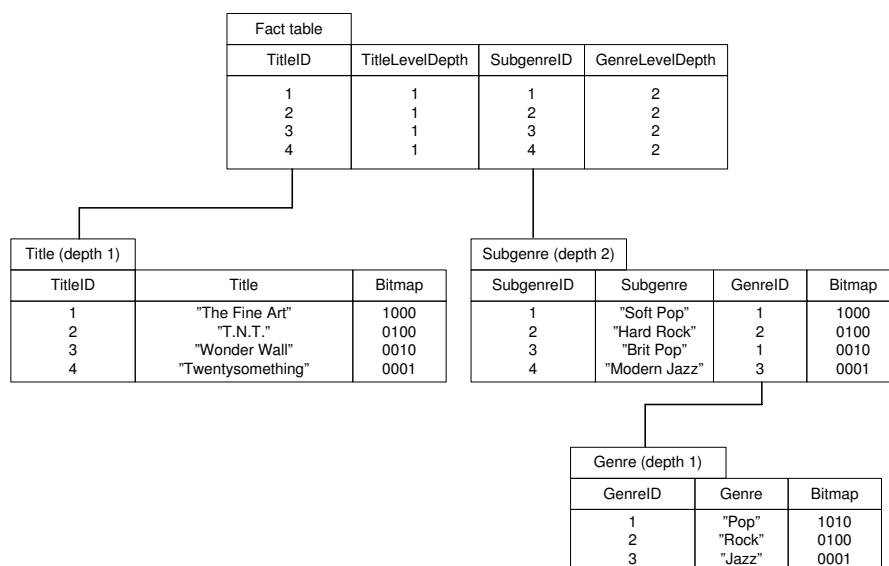 Fact table
TitleID TitleLevelDepth SubgenreID GenreLevelDepth
1 1 1 2
2 1 2 2
3 1 3 2
4 1 4 2
Title (depth 1)
TitleID Title Bitmap
1 ”The Fine Art” 1000
2 ”T.N.T.” 0100
3 ”Wonder Wall” 0010
4 ”Twentysomething” 0001
Subgenre (depth 2)
SubgenreID Subgenre GenreID Bitmap
1 ”Soft Pop” 1 1000
2 ”Hard Rock” 2 0100
3 ”Brit Pop” 1 0010
4 ”Modern Jazz” 3 0001
Genre (depth 1)
GenreID Genre Bitmap
1 ”Pop” 1010
2 ”Rock” 0100
3 ”Jazz” 0001